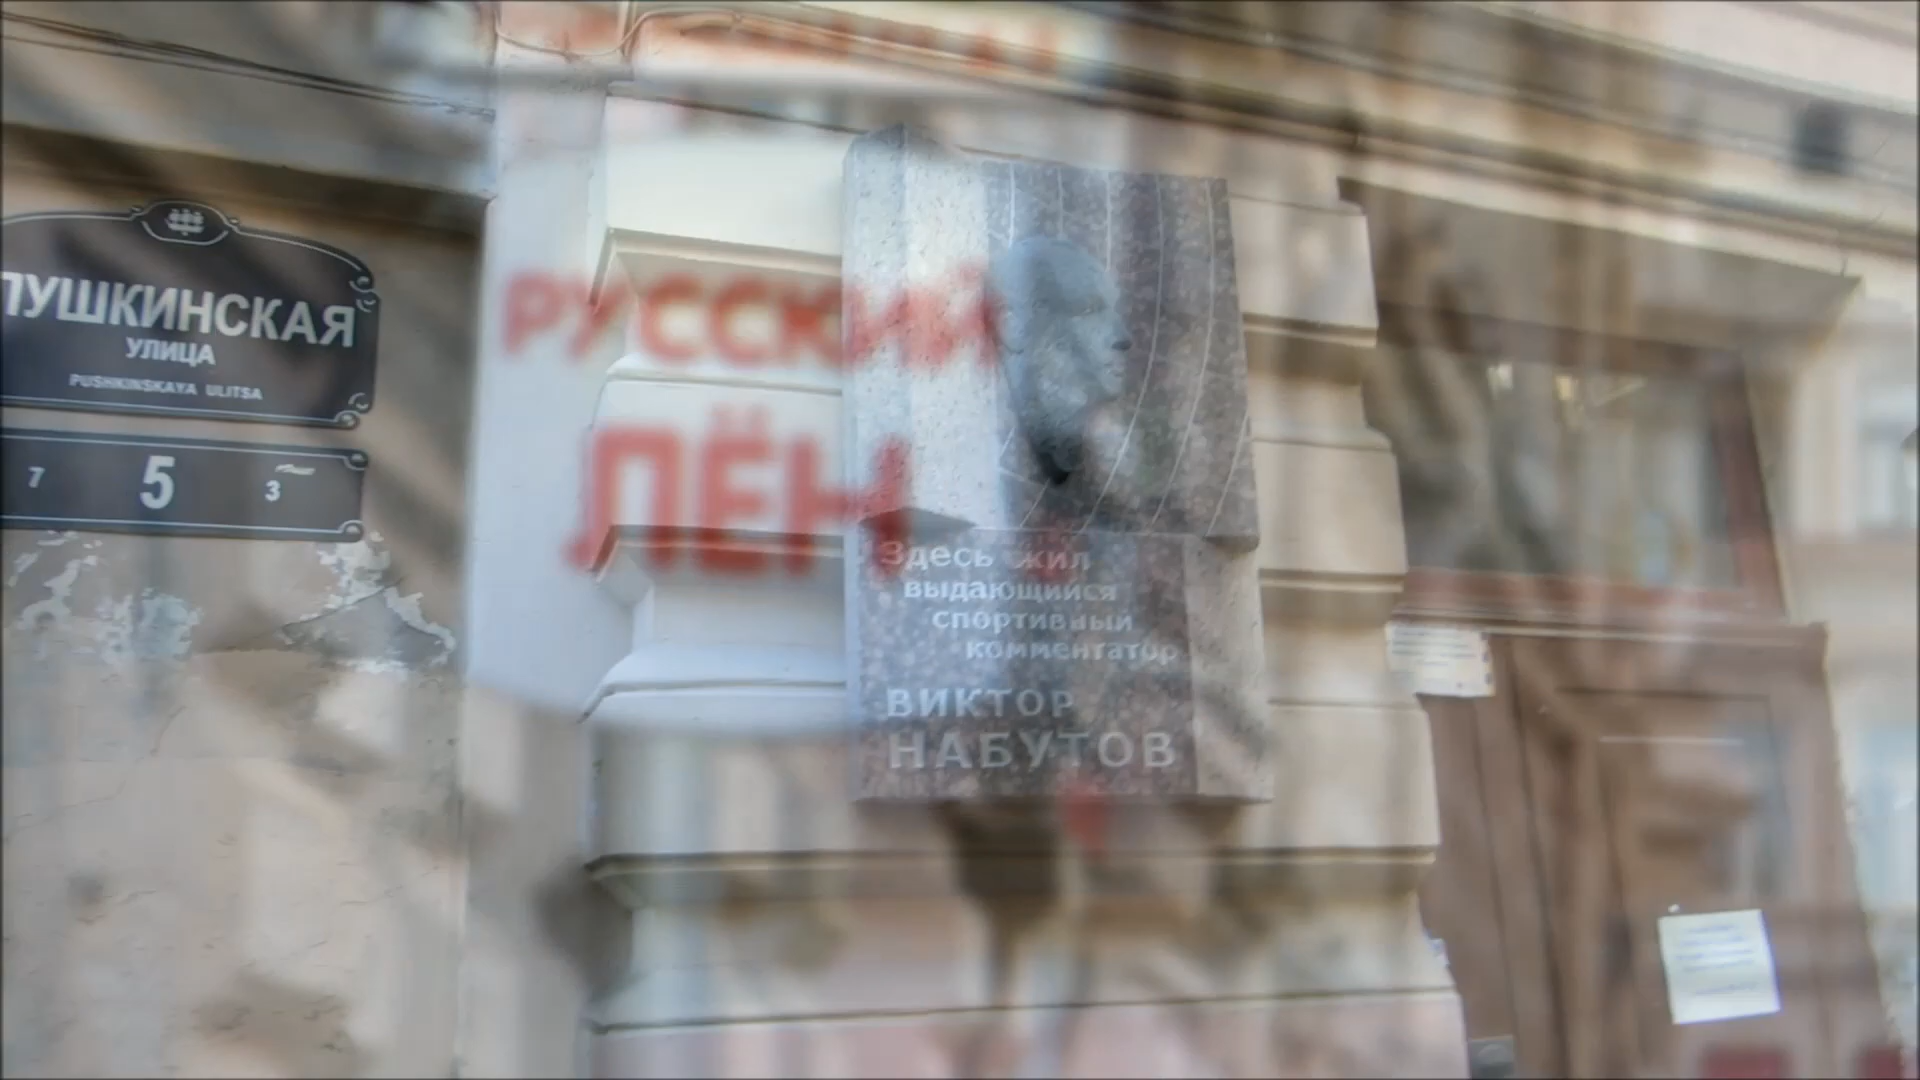 ПУШКИНСКАЯ
УЛИЦА
PUSHKINSKAYA ULITSA
7 5 3
РУССКИЙ
ЛЁН
Здесь жил
выдающийся
спортивный
комментатор
ВИКТОР
НАБУТОВ